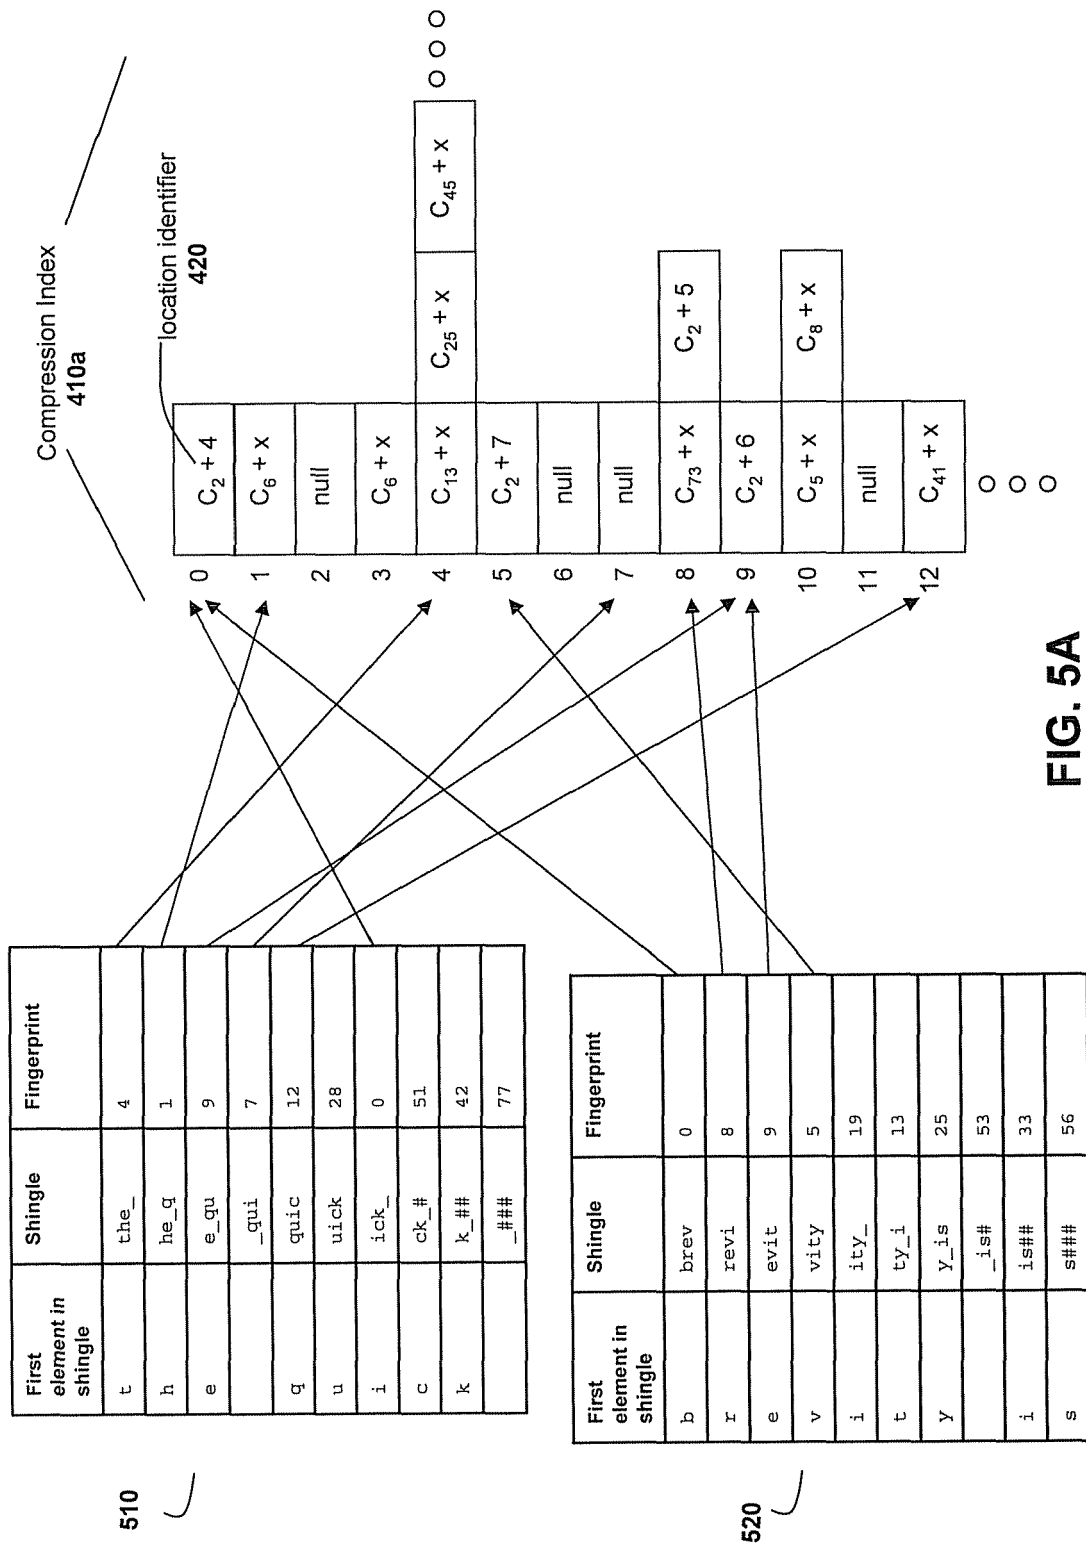 510
First element in shingle | Shingle | Fingerprint
t | the_ | 4
h | he_q | 1
e | e_qu | 9
 | _qui | 7
q | quic | 12
u | uick | 28
i | ick_ | 0
c | ck_# | 51
k | k_## | 42
 | _### | 77
520
First element in shingle | Shingle | Fingerprint
b | brev | 0
r | revi | 8
e | evit | 9
v | vity | 5
i | ity_ | 19
t | ty_i | 13
y | y_is | 25
 | _is# | 53
i | is## | 33
s | s### | 56
Compression Index
410a
location identifier
420
0 C2 + 4
1 C6 + x
2 null
3 C6 + x
4 C13 + x C25 + x C45 + x
5 C2 + 7
6 null
7 null
8 C73 + x C2 + 5
9 C2 + 6
10 C5 + x C8 + x
11 null
12 C41 + x
FIG. 5A